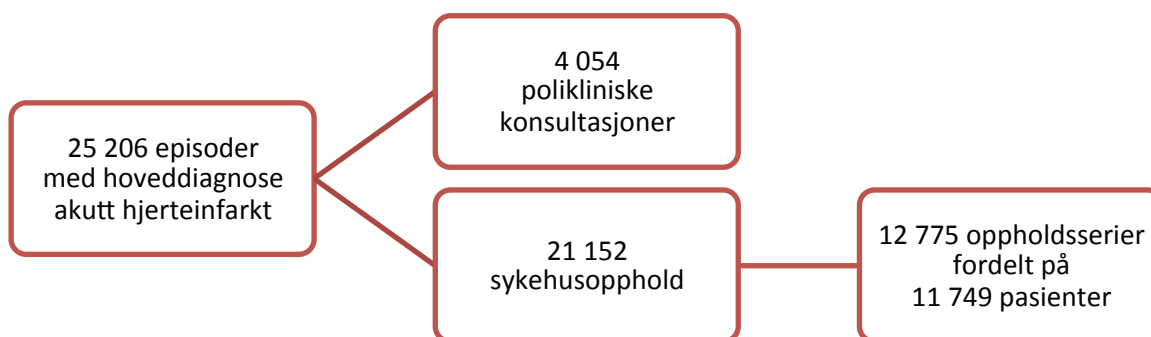 25 206 episoder
med hoveddiagnose
akutt hjerteinfarkt
4 054
polikliniske
konsultasjoner
21 152
sykehusopphold
12 775 oppholdsserier
fordelt på
11 749 pasienter